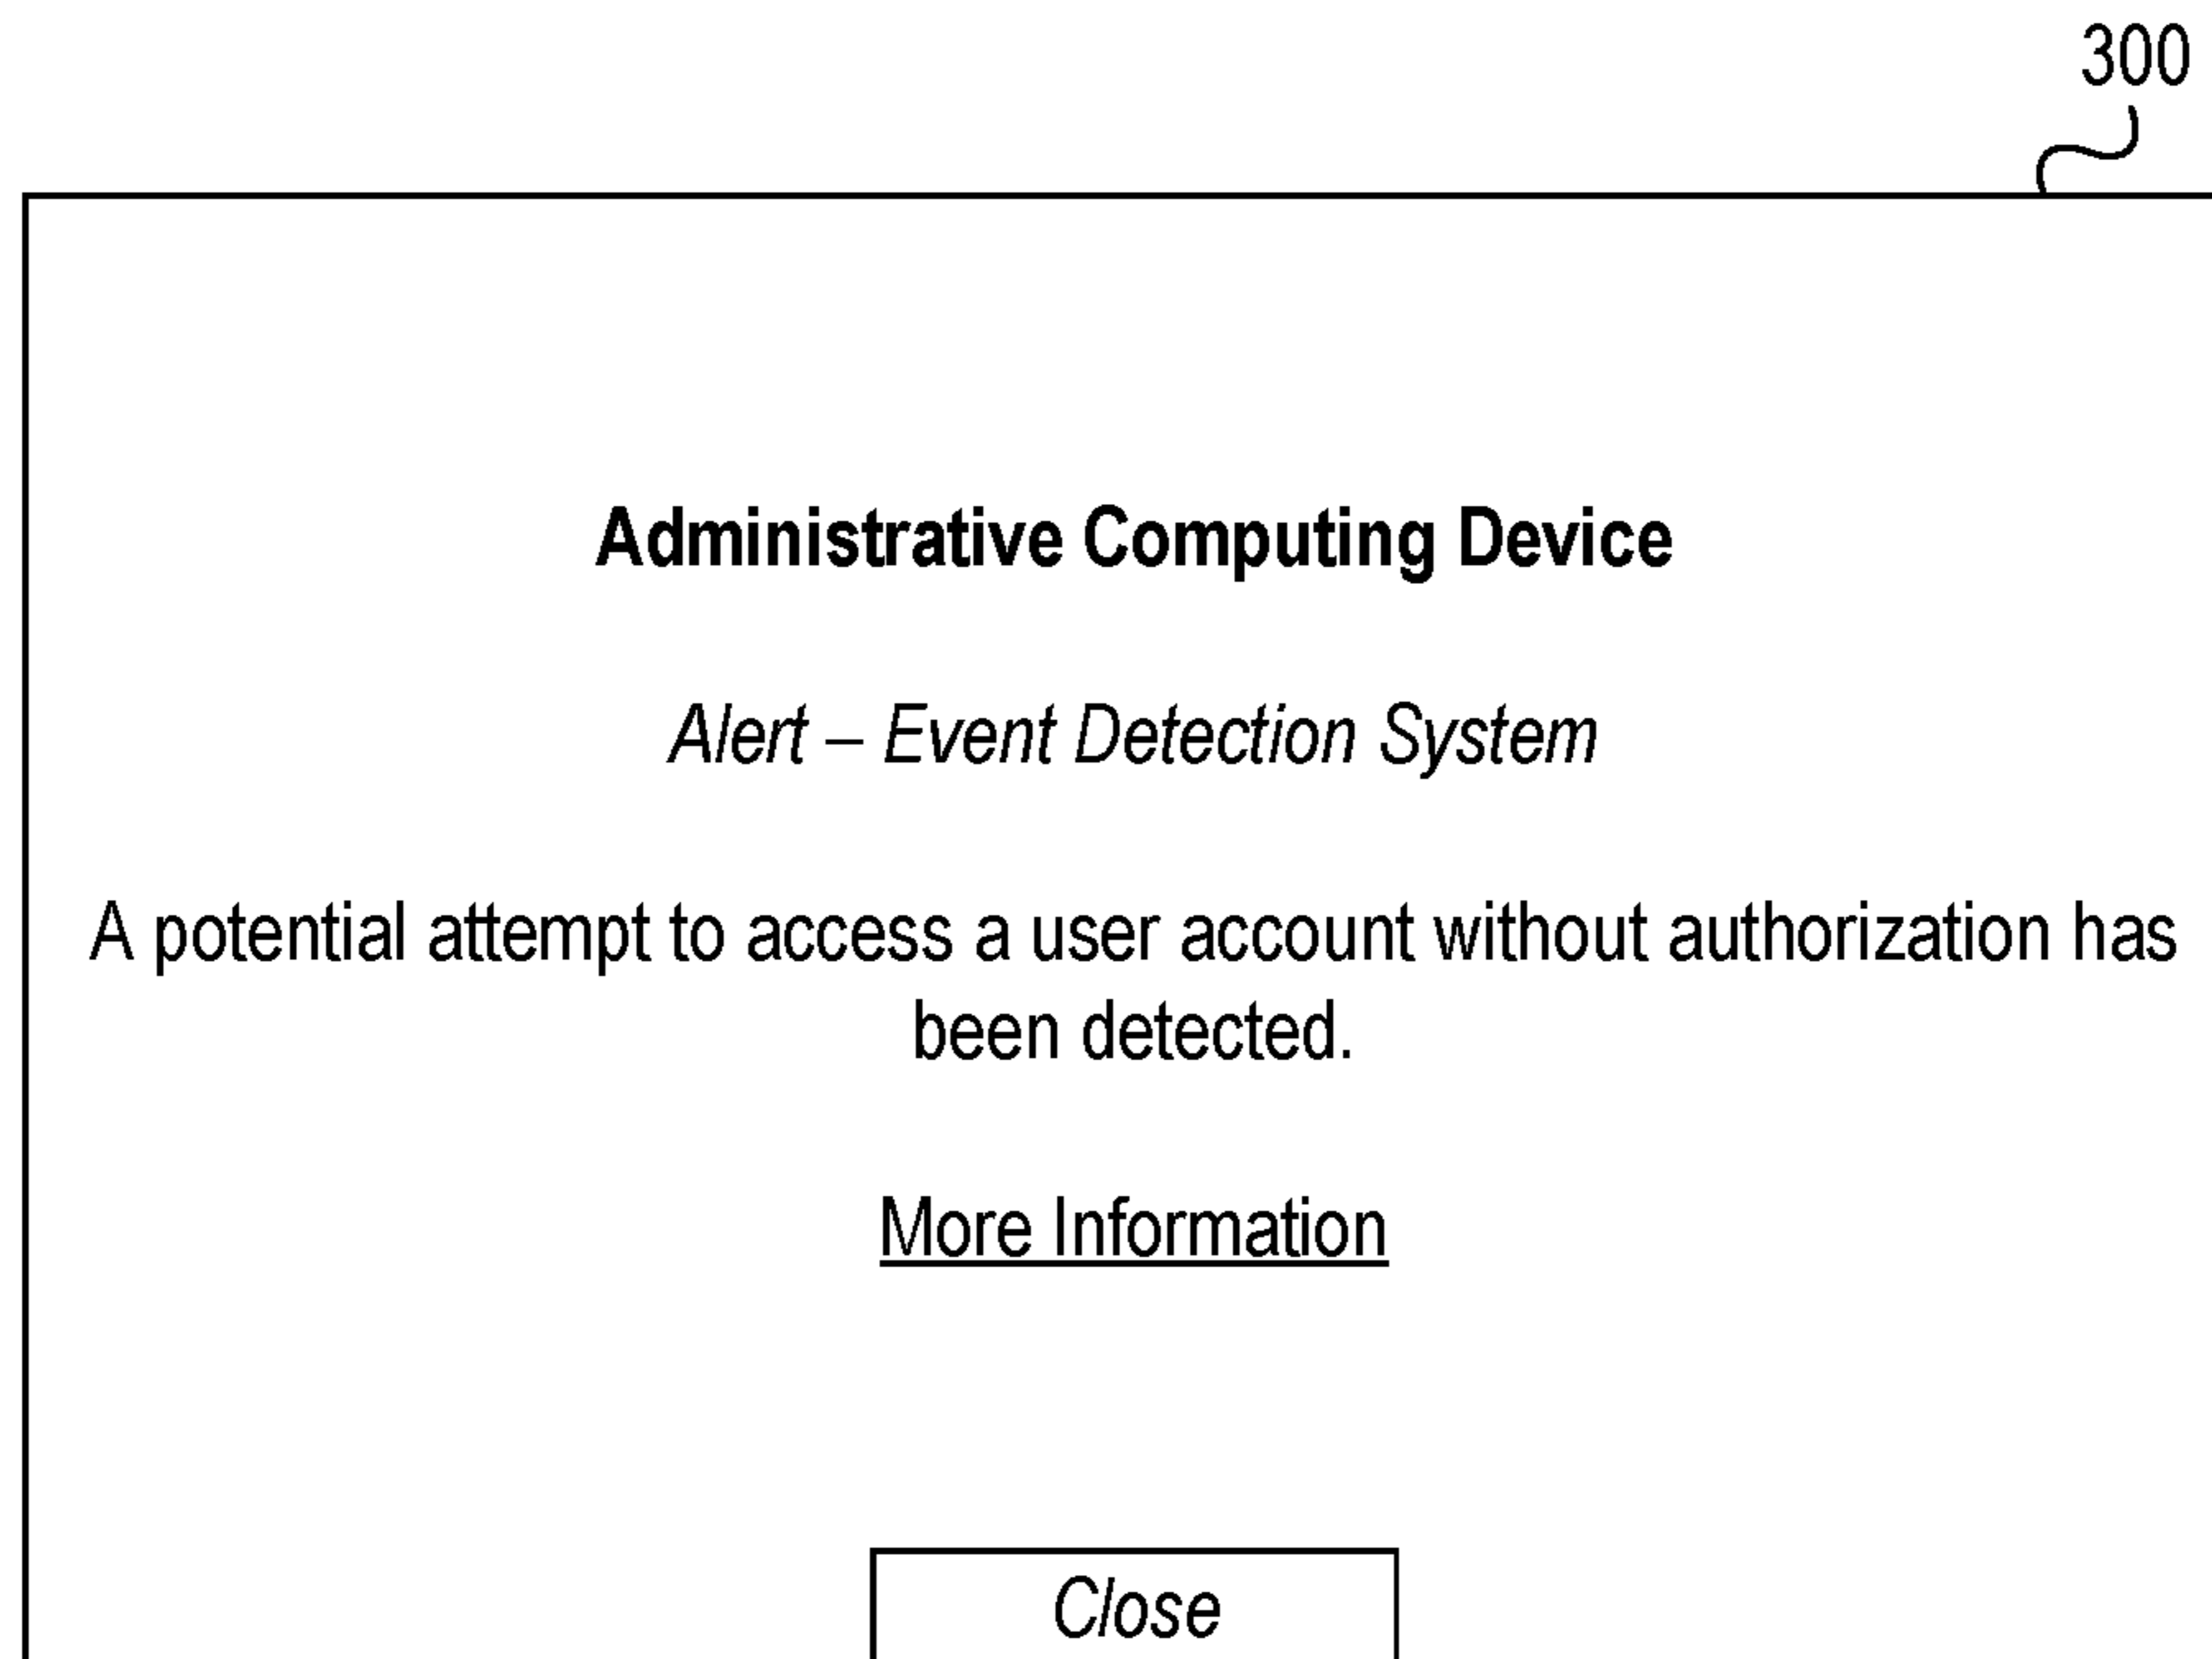 300
Administrative Computing Device
Alert – Event Detection System
A potential attempt to access a user account without authorization has
been detected.
More Information
Close